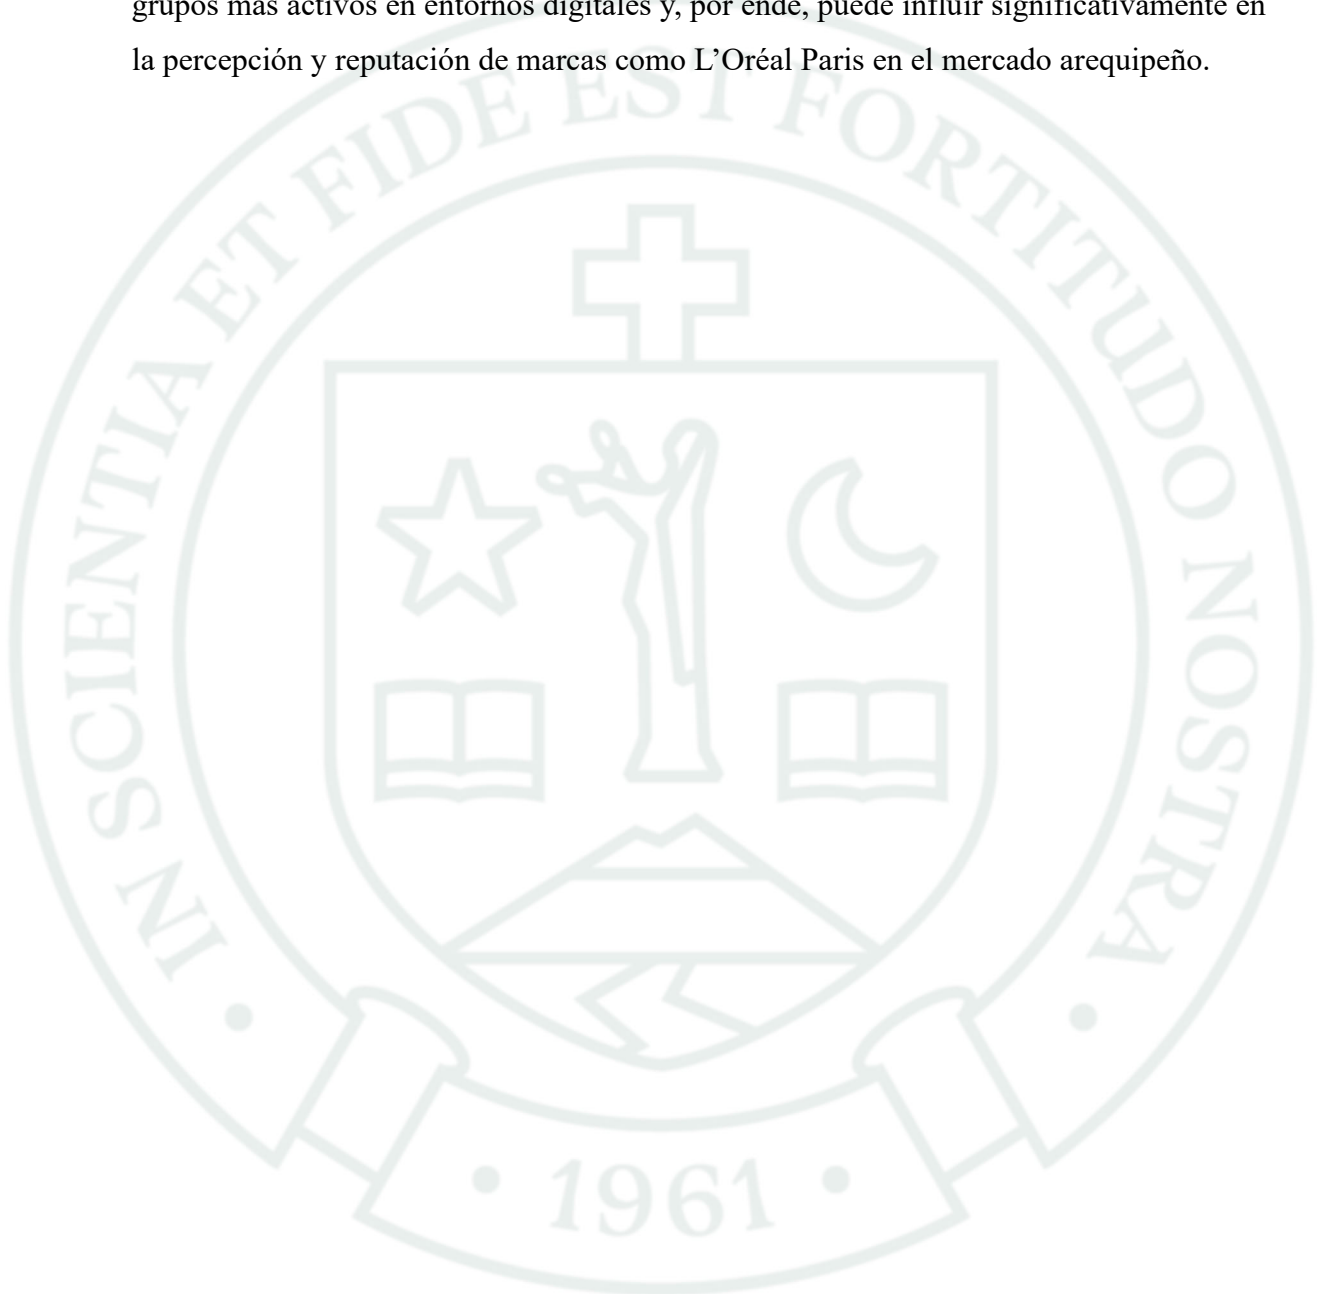 grupos más activos en entornos digitales y, por ende, puede influir significativamente en
la percepción y reputación de marcas como L’Oréal Paris en el mercado arequipeño.
IN SCIENTIA ET FIDE EST FORTITUDO NOSTRA
• 1961 •